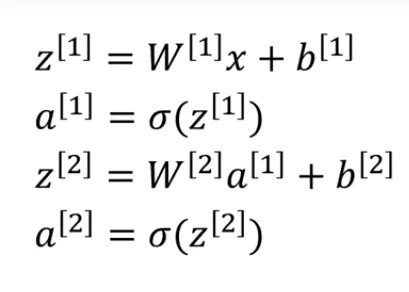 z[1] = W[1]x + b[1]
a[1] = σ(z[1])
z[2] = W[2]a[1] + b[2]
a[2] = σ(z[2])